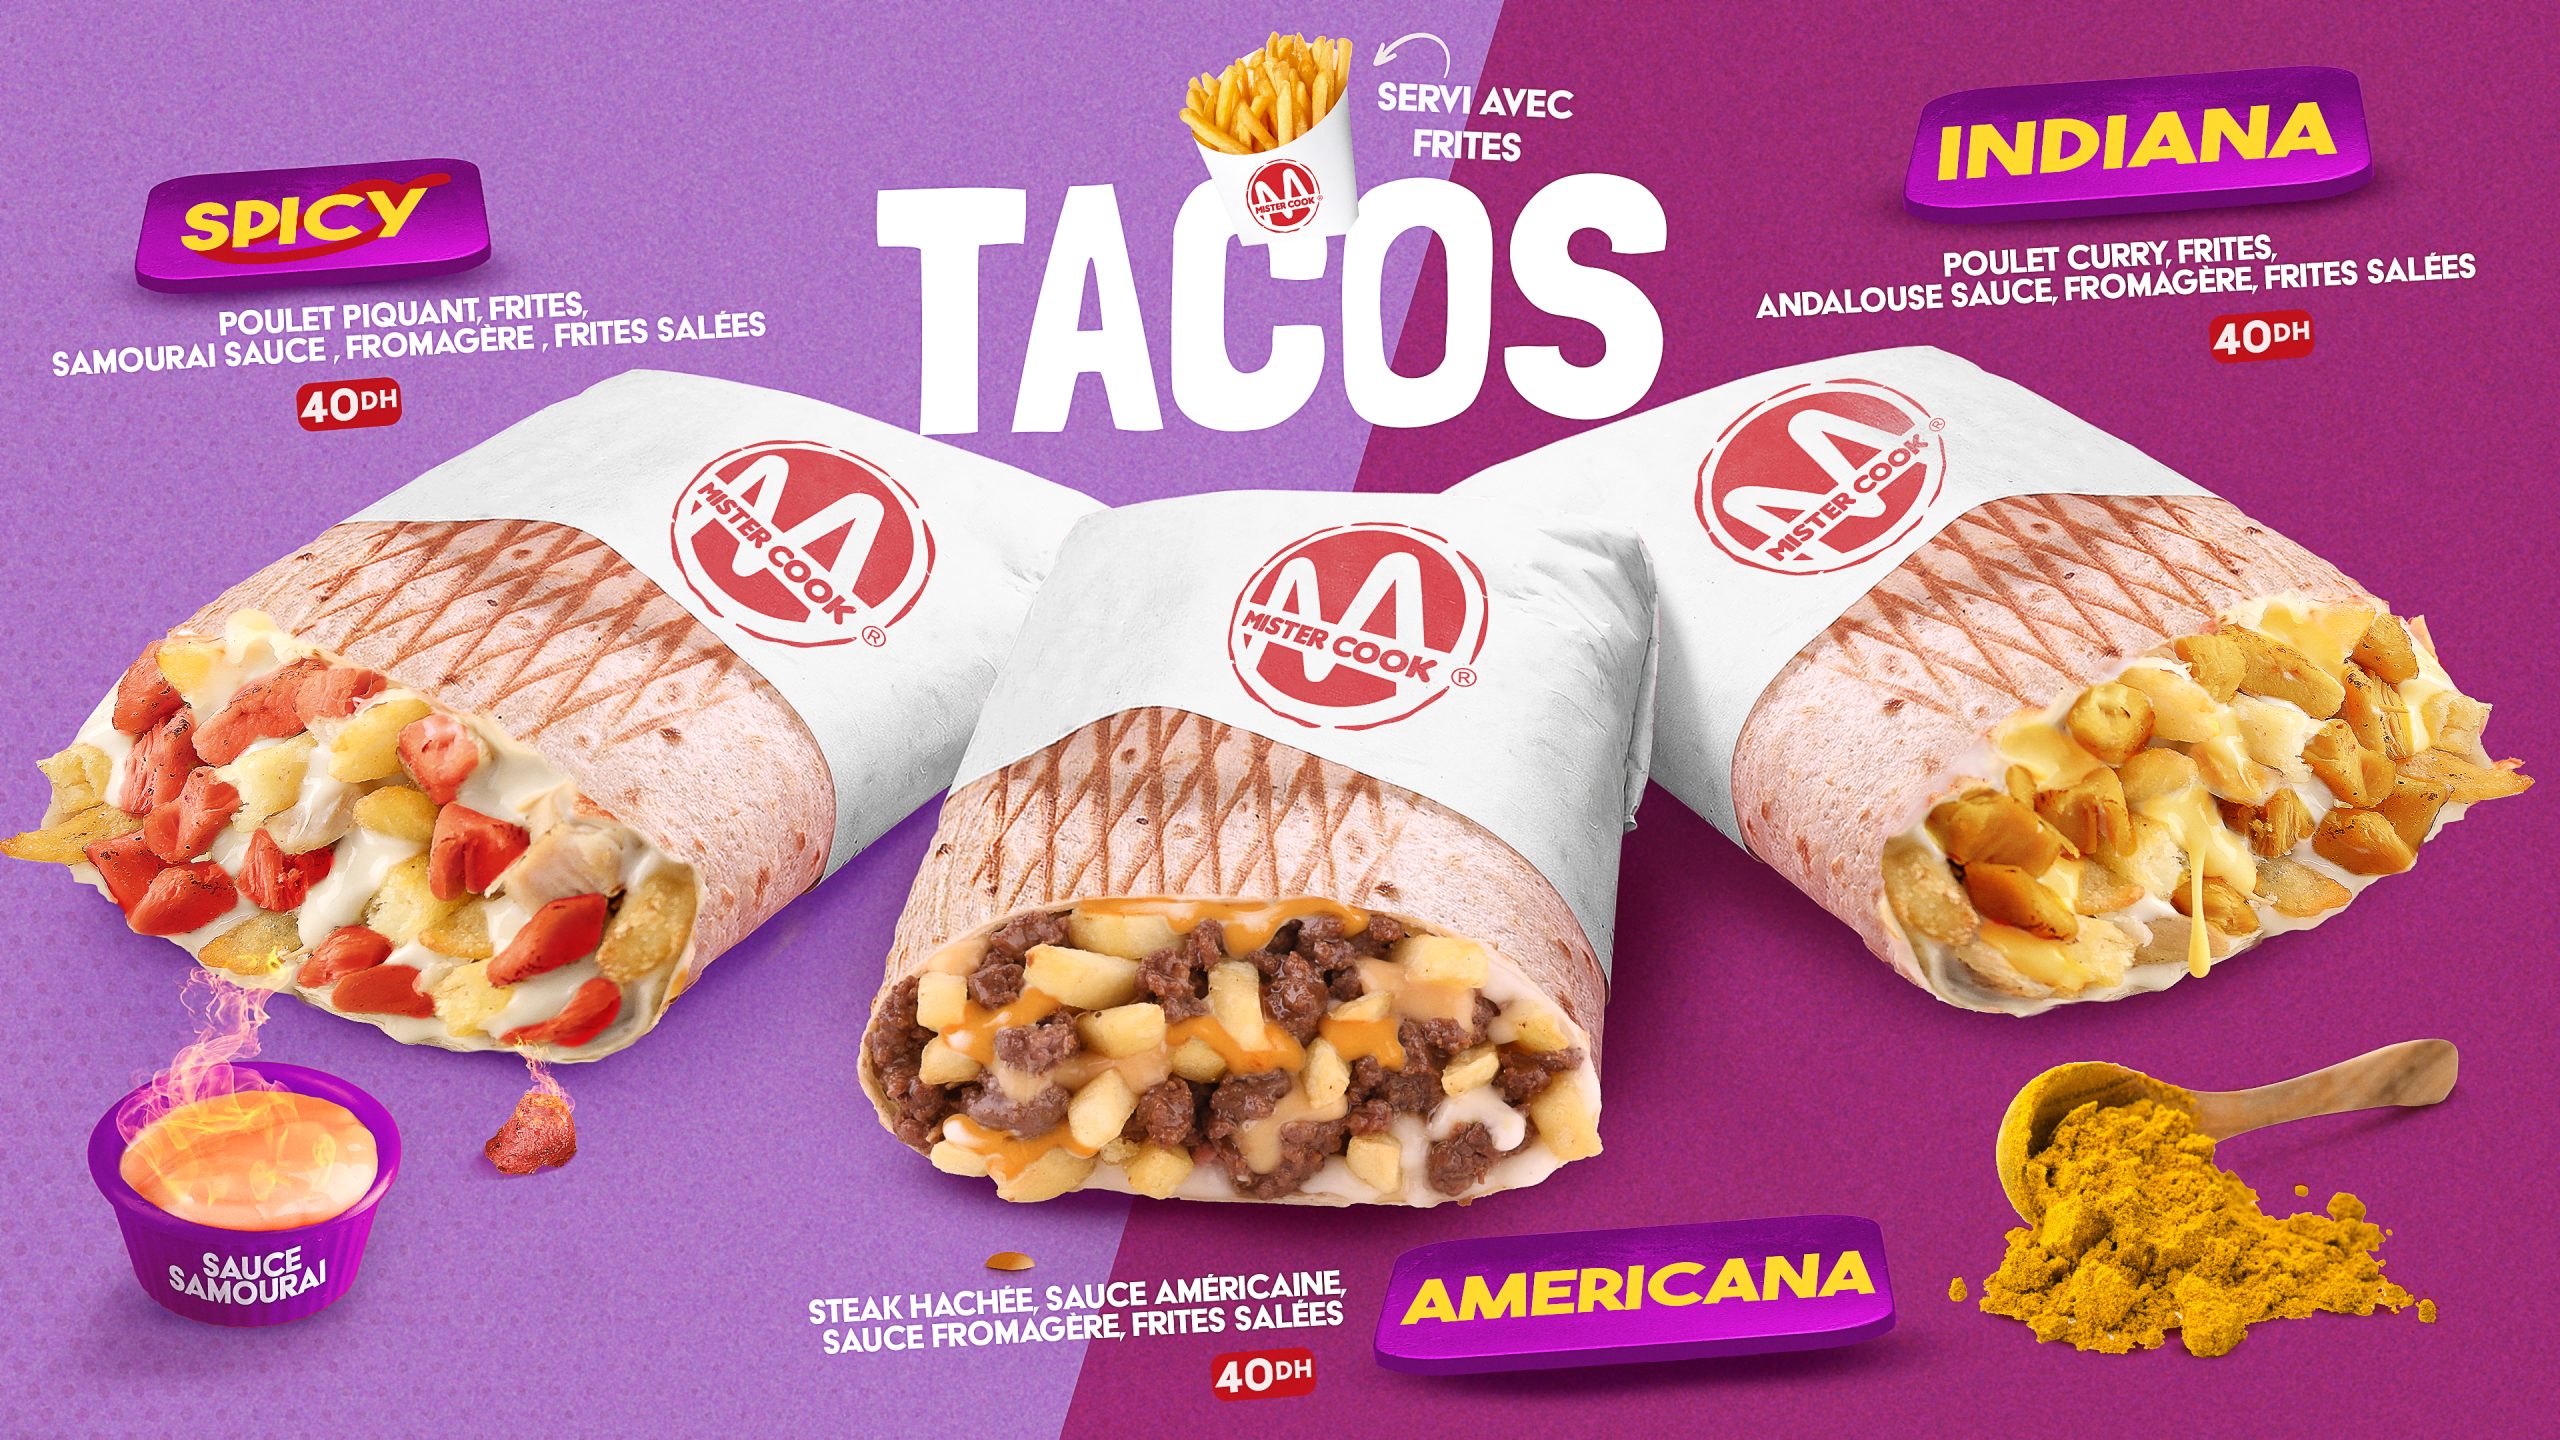 SERVI AVEC
FRITES
MISTER COOK
TACOS
SPICY
POULET PIQUANT, FRITES,
SAMOURAI SAUCE , FROMAGÈRE , FRITES SALÉES
40DH
INDIANA
POULET CURRY, FRITES,
ANDALOUSE SAUCE, FROMAGÈRE, FRITES SALÉES
40DH
MISTER COOK ®
MISTER COOK ®
MISTER COOK ®
SAUCE
SAMOURAI
STEAK HACHÉE, SAUCE AMÉRICAINE,
SAUCE FROMAGÈRE, FRITES SALÉES
40DH
AMERICANA